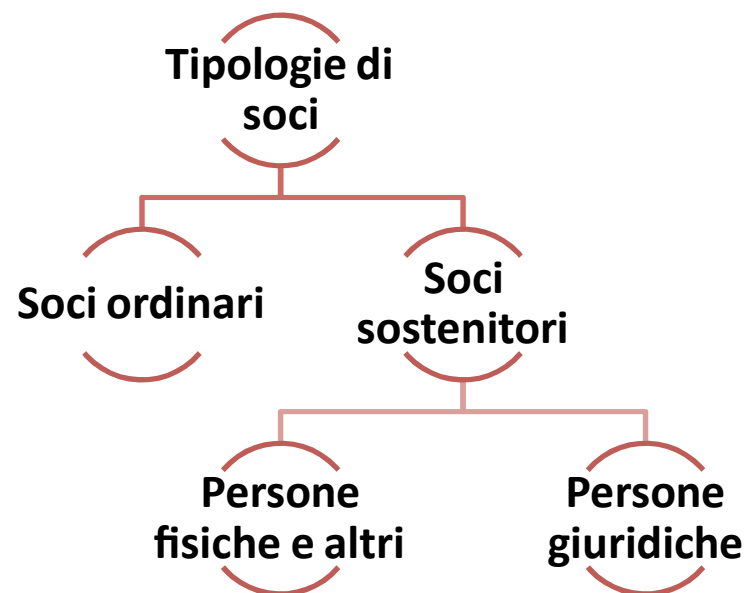 Tipologie di
soci
Soci ordinari
Soci
sostenitori
Persone
fisiche e altri
Persone
giuridiche